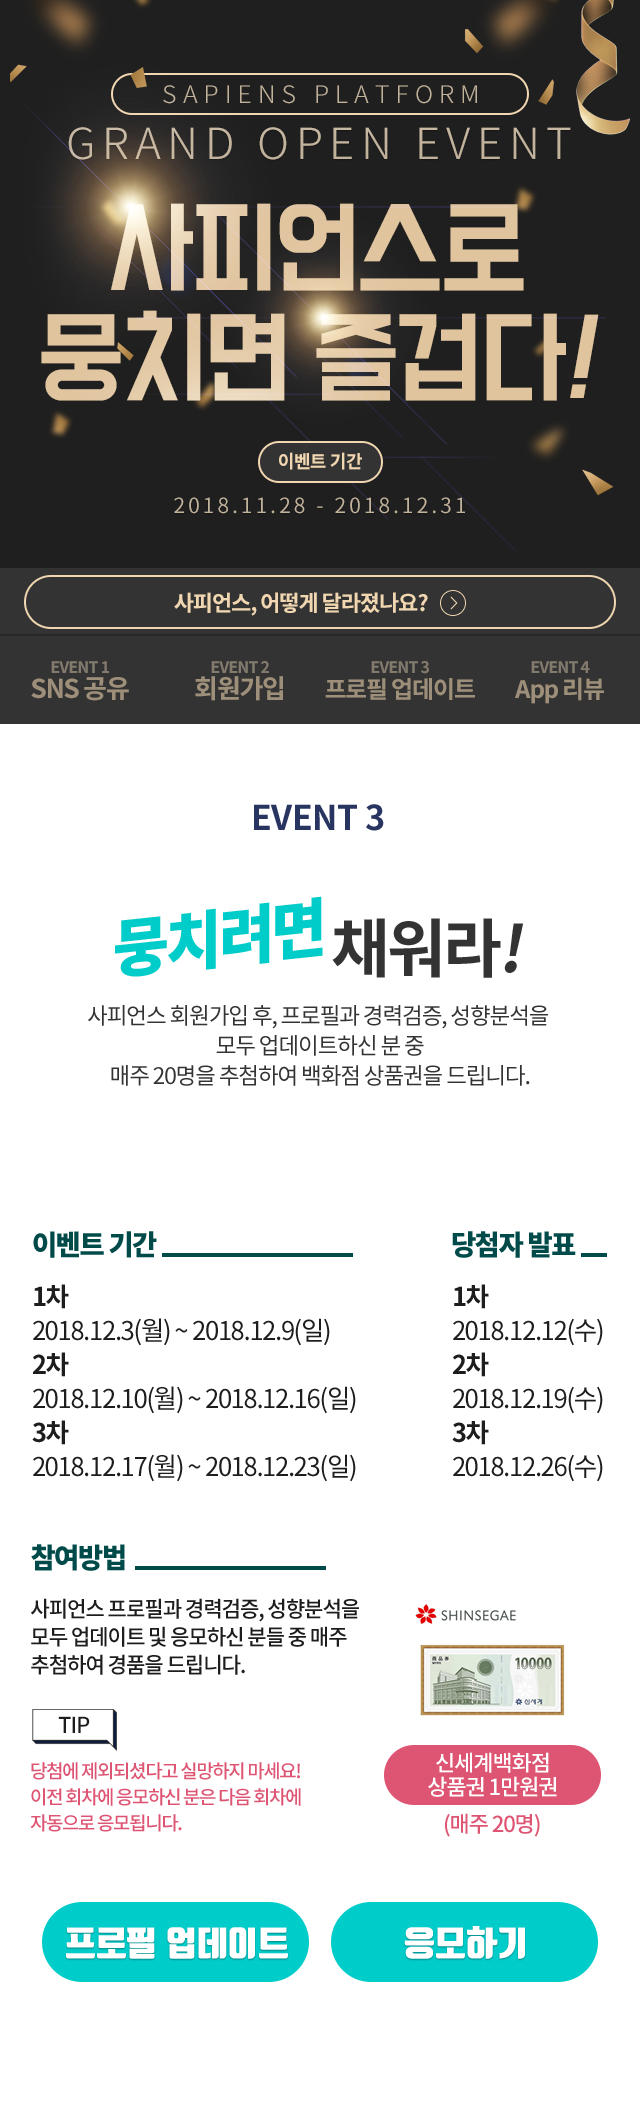 SAPIENS PLATFORM
GRAND OPEN EVENT
사피언스로
뭉치면 즐겁다!
이벤트 기간
2018.11.28 - 2018.12.31
사피언스, 어떻게 달라졌나요?
EVENT 1
SNS 공유
EVENT 2
회원가입
EVENT 3
프로필 업데이트
EVENT 4
App 리뷰
EVENT 3
뭉치려면 채워라!
사피언스 회원가입 후, 프로필과 경력검증, 성향분석을
모두 업데이트하신 분 중
매주 20명을 추첨하여 백화점 상품권을 드립니다.
이벤트 기간
1차
2018.12.3(월) ~ 2018.12.9(일)
2차
2018.12.10(월) ~ 2018.12.16(일)
3차
2018.12.17(월) ~ 2018.12.23(일)
당첨자 발표
1차
2018.12.12(수)
2차
2018.12.19(수)
3차
2018.12.26(수)
참여방법
사피언스 프로필과 경력검증, 성향분석을
모두 업데이트 및 응모하신 분들 중 매주
추첨하여 경품을 드립니다.
TIP
당첨에 제외되셨다고 실망하지 마세요!
이전 회차에 응모하신 분은 다음 회차에
자동으로 응모됩니다.
SHINSEGAE
商品券
10000
신세계
신세계백화점
상품권 1만원권
(매주 20명)
프로필 업데이트
응모하기